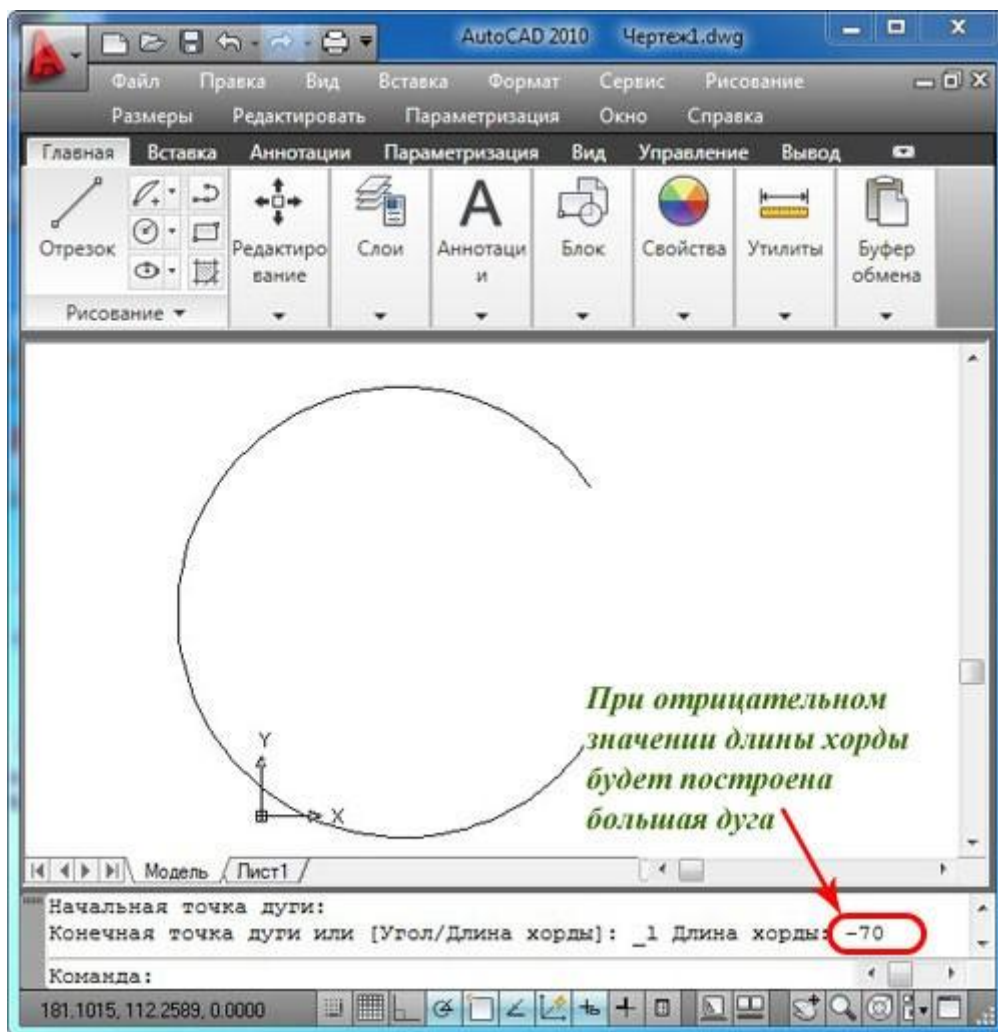 AutoCAD 2010 Чертеж1.dwg
Файл Правка Вид Вставка Формат Сервис Рисование
Размеры Редактировать Параметризация Окно Справка
Главная Вставка Аннотации Параметризация Вид Управление Вывод
Отрезок Редактиро Слои Аннотаци Блок Свойства Утилиты Буфер
вание и обмена
Рисование
A
Y
X
При отрицательном
значении длины хорды
будет построена
большая дуга
Модель Лист1
Начальная точка дуги:
Конечная точка дуги или [Угол/Длина хорды]: _l Длина хорды: -70
Команда:
181.1015, 112.2589, 0.0000